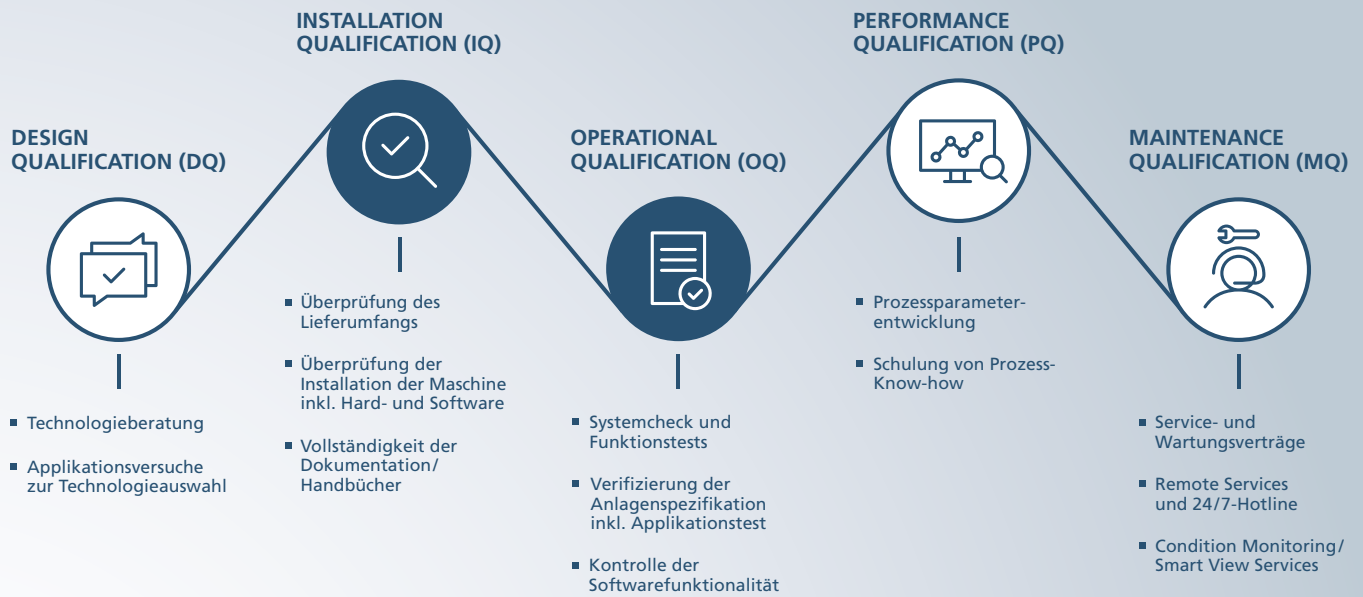 DESIGN
QUALIFICATION (DQ)
Technologieberatung
Applikationsversuche
zur Technologieauswahl
INSTALLATION
QUALIFICATION (IQ)
Überprüfung des
Lieferumfangs
Überprüfung der
Installation der Maschine
inkl. Hard- und Software
Vollständigkeit der
Dokumentation/
Handbücher
OPERATIONAL
QUALIFICATION (OQ)
Systemcheck und
Funktionstests
Verifizierung der
Anlagenspezifikation
inkl. Applikationstest
Kontrolle der
Softwarefunktionalität
PERFORMANCE
QUALIFICATION (PQ)
Prozessparameter-
entwicklung
Schulung von Prozess-
Know-how
MAINTENANCE
QUALIFICATION (MQ)
Service- und
Wartungsverträge
Remote Services
und 24/7-Hotline
Condition Monitoring/
Smart View Services